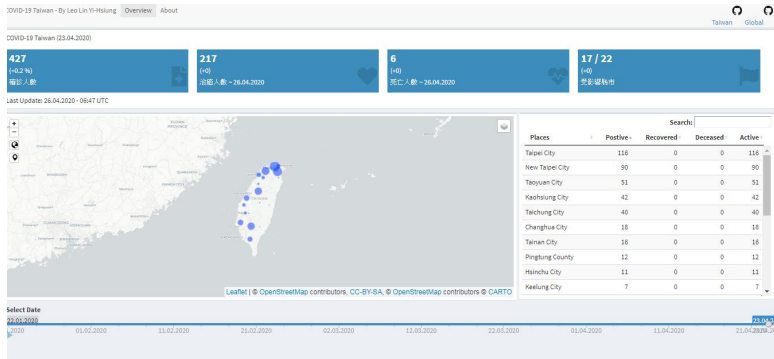 COVID-19 Taiwan - By Leo Lin Yi-Hsiung Overview About
Taiwan Global
COVID-19 Taiwan (23.04.2020)
427
(+0.2 %)
確診人數
217
(+0)
治癒人數 – 26.04.2020
6
(+0)
死亡人數 – 26.04.2020
17 / 22
(+0)
受影響縣市
Last Update: 26.04.2020 - 06:47 UTC
+
−
Search:
Places Postive Recovered Deceased Active
Taipei City 116 0 0 116
New Taipei City 90 0 0 90
Taoyuan City 51 0 0 51
Kaohsiung City 42 0 0 42
Taichung City 40 0 0 40
Changhua City 18 0 0 18
Tainan City 16 0 0 16
Pingtung County 12 0 0 12
Hsinchu City 11 0 0 11
Keelung City 7 0 0 7
Leaflet | © OpenStreetMap contributors, CC-BY-SA, © OpenStreetMap contributors © CARTO
Select Date
22.01.2020 23.04.2
01.02.2020 11.02.2020 21.02.2020 02.03.2020 12.03.2020 22.03.2020 01.04.2020 11.04.2020